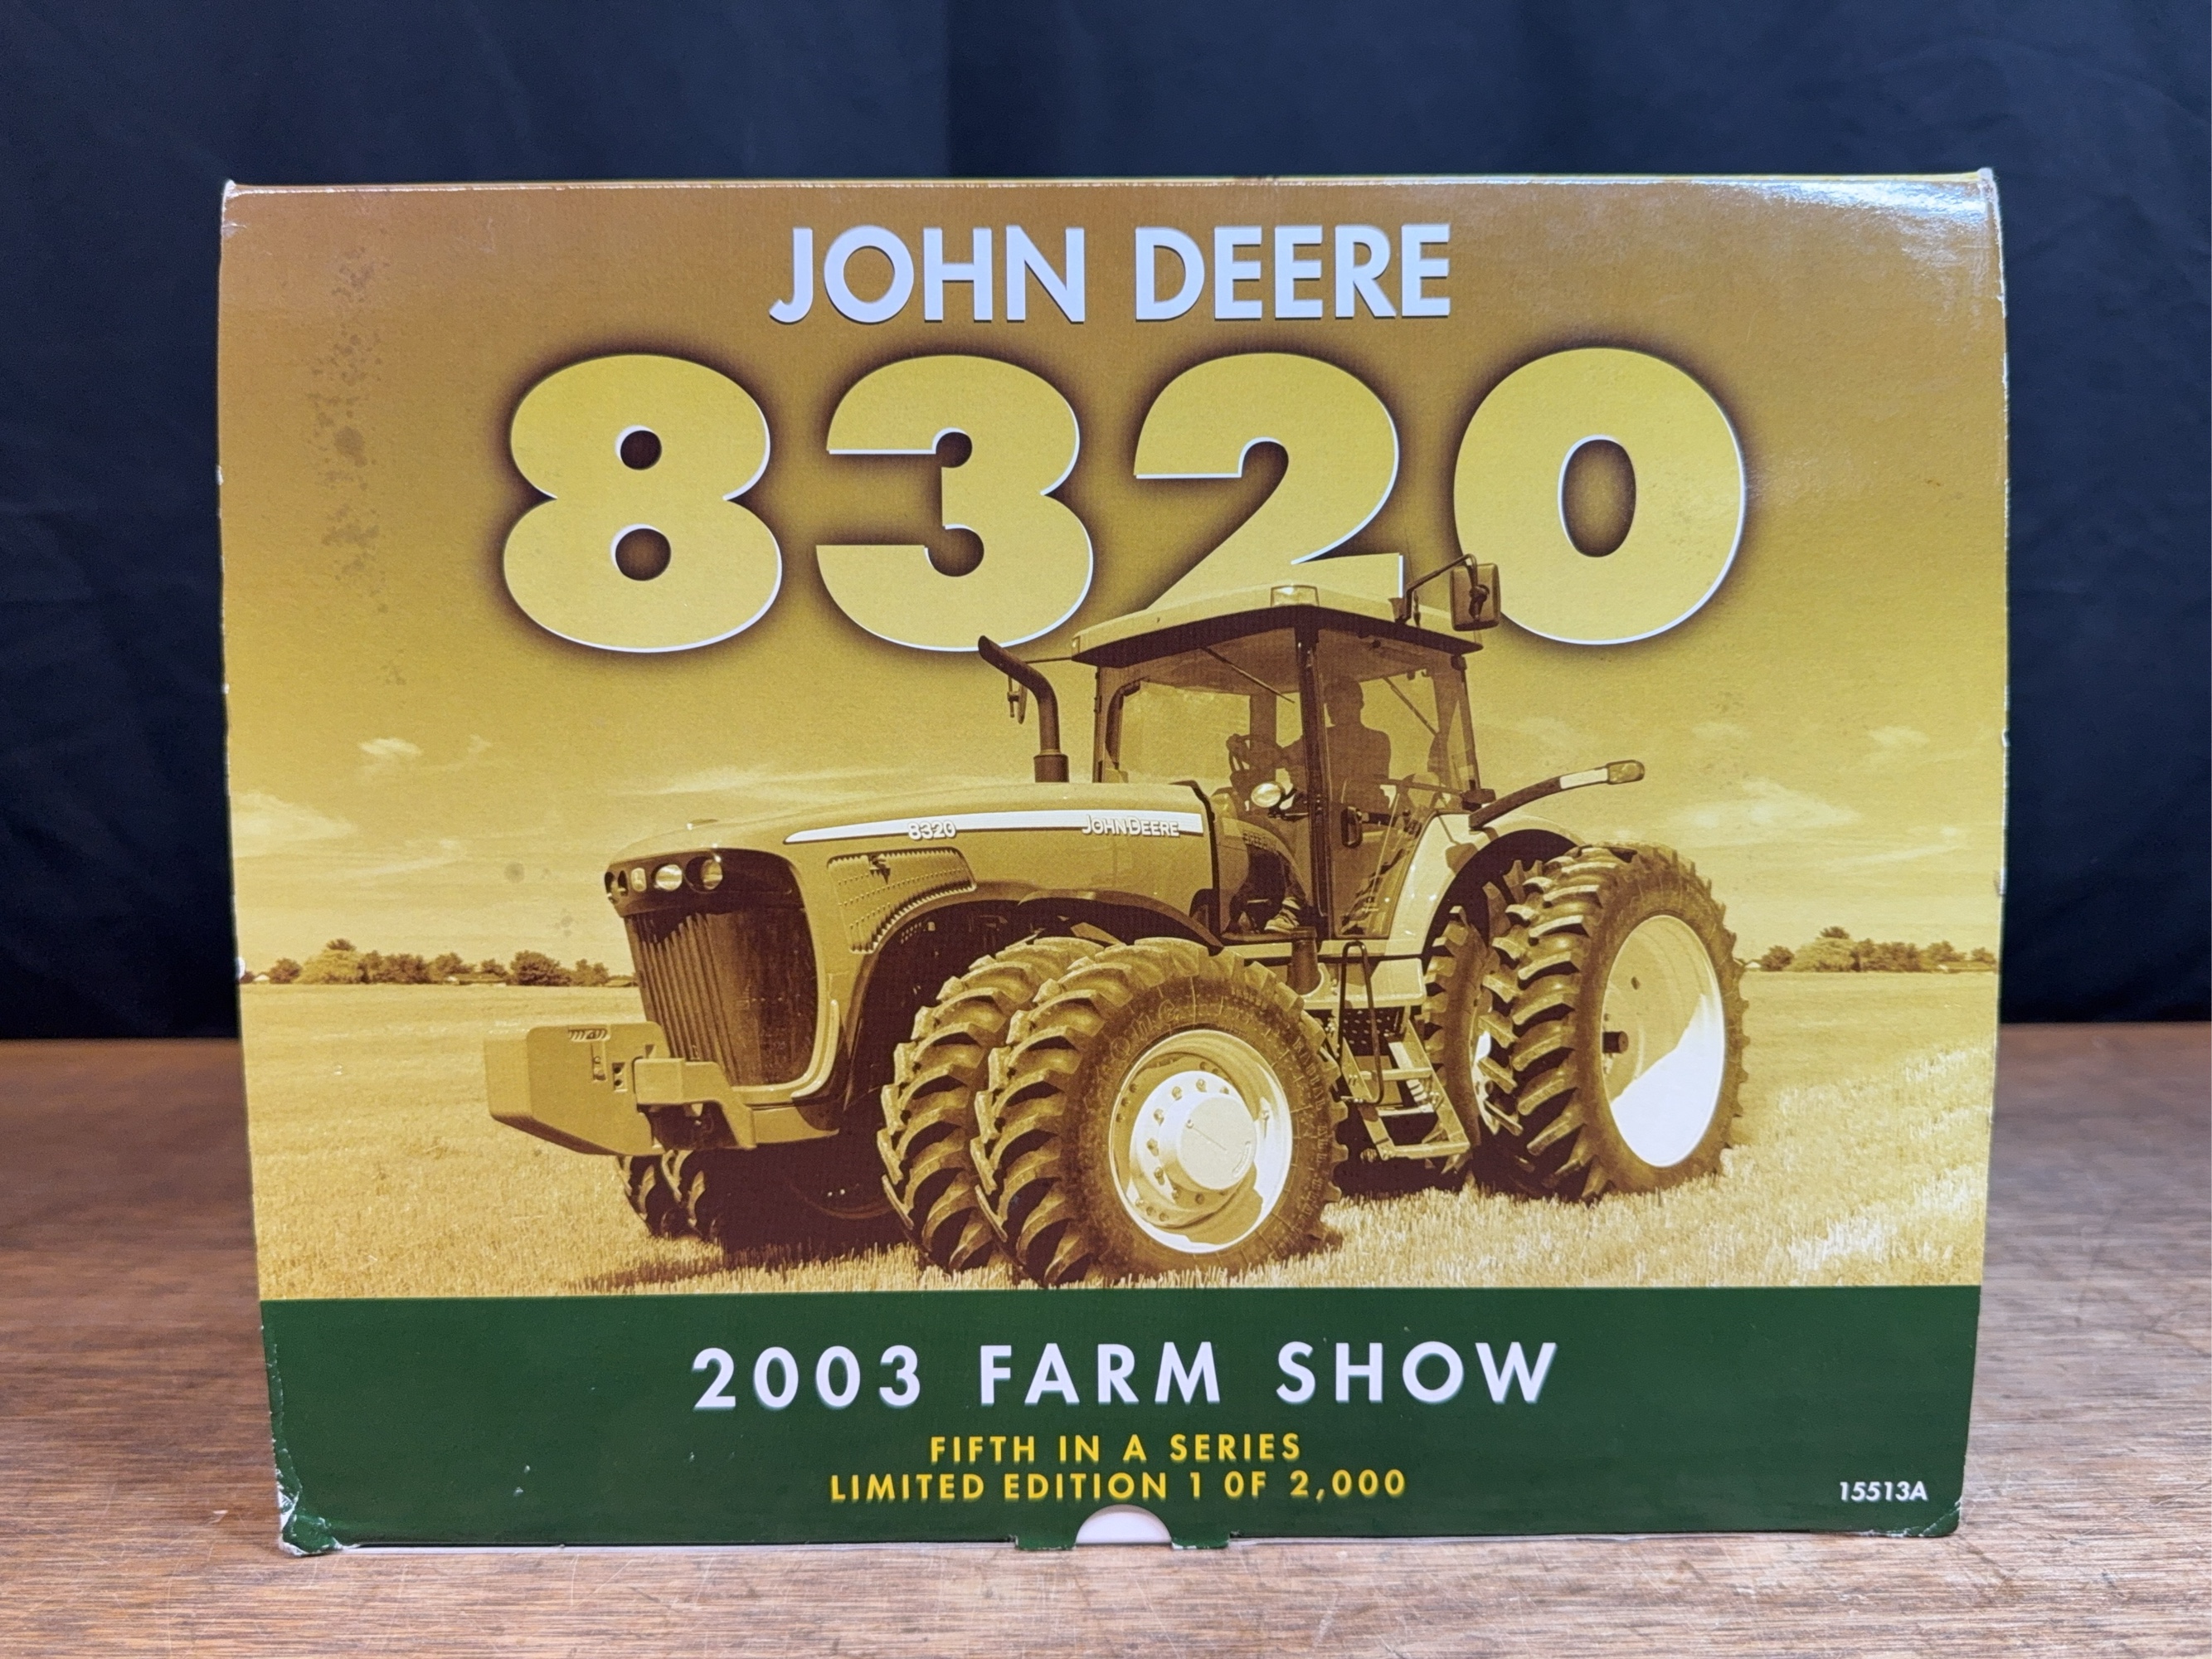 JOHN DEERE
8320
8320 JOHN DEERE
2003 FARM SHOW
FIFTH IN A SERIES
LIMITED EDITION 1 OF 2,000
15513A